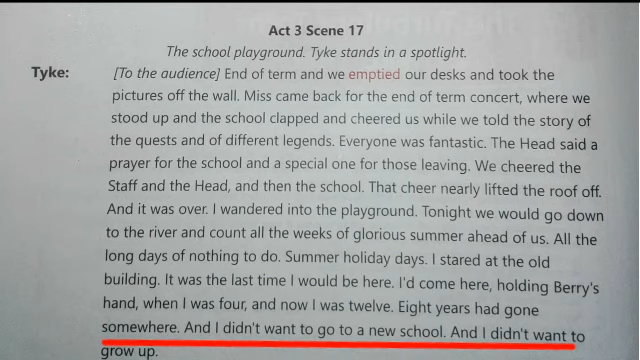 Act 3 Scene 17
The school playground. Tyke stands in a spotlight.
Tyke: [To the audience] End of term and we emptied our desks and took the
pictures off the wall. Miss came back for the end of term concert, where we
stood up and the school clapped and cheered us while we told the story of
the quests and of different legends. Everyone was fantastic. The Head said a
prayer for the school and a special one for those leaving. We cheered the
Staff and the Head, and then the school. That cheer nearly lifted the roof off.
And it was over. I wandered into the playground. Tonight we would go down
to the river and count all the weeks of glorious summer ahead of us. All the
long days of nothing to do. Summer holiday days. I stared at the old
building. It was the last time I would be here. I'd come here, holding Berry's
hand, when I was four, and now I was twelve. Eight years had gone
somewhere. And I didn't want to go to a new school. And I didn't want to
grow up.